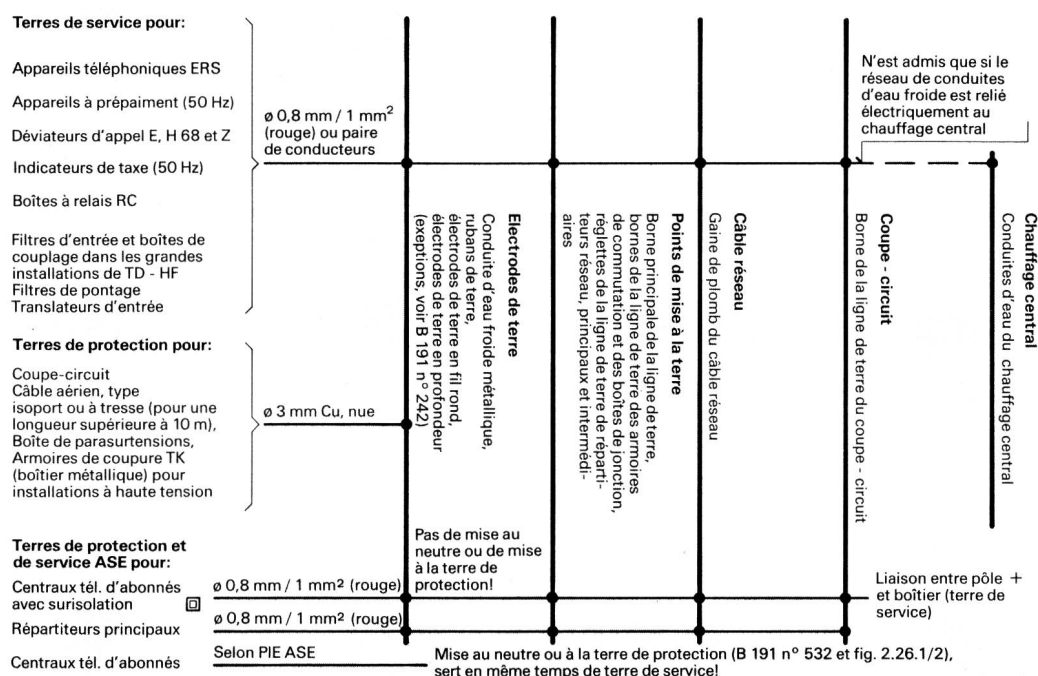 Terres de service pour:
Appareils téléphoniques ERS
Appareils à prépaiment (50 Hz)
Déviateurs d'appel E, H 68 et Z
Indicateurs de taxe (50 Hz)
Boîtes à relais RC
Filtres d'entrée et boîtes de
couplage dans les grandes
installations de TD - HF
Filtres de pontage
Translateurs d'entrée
ø 0,8 mm / 1 mm²
(rouge) ou paire
de conducteurs
N'est admis que si le
réseau de conduites
d'eau froide est relié
électriquement au
chauffage central
Terres de protection pour:
Coupe-circuit
Câble aérien, type
isoport ou à tresse (pour une
longueur supérieure à 10 m),
Boîte de parasurtensions,
Armoires de coupure TK
(boîtier métallique) pour
installations à haute tension
ø 3 mm Cu, nue
Electrodes de terre
Conduite d'eau froide métallique,
rubans de terre,
électrodes de terre en fil rond,
électrodes de terre en profondeur
(exeptions, voir B 191 n° 242)
Points de mise à la terre
Borne principale de la ligne de terre,
bornes de la ligne de terre des armoires
de commutation et des boîtes de jonction,
réglettes de la ligne de terre de réparti-
teurs réseau, principaux et intermédi-
aires
Câble réseau
Gaine de plomb du câble réseau
Coupe - circuit
Borne de la ligne de terre du coupe - circuit
Chauffage central
Conduites d'eau du chauffage central
Terres de protection et
de service ASE pour:
Centraux tél. d'abonnés
avec surisolation
ø 0,8 mm / 1 mm² (rouge)
Pas de mise au
neutre ou de mise
à la terre de
protection!
Liaison entre pôle +
et boîtier (terre de
service)
Répartiteurs principaux
ø 0,8 mm / 1 mm² (rouge)
Centraux tél. d'abonnés
Selon PIE ASE
Mise au neutre ou à la terre de protection (B 191 n° 532 et fig. 2.26.1/2),
sert en même temps de terre de service!